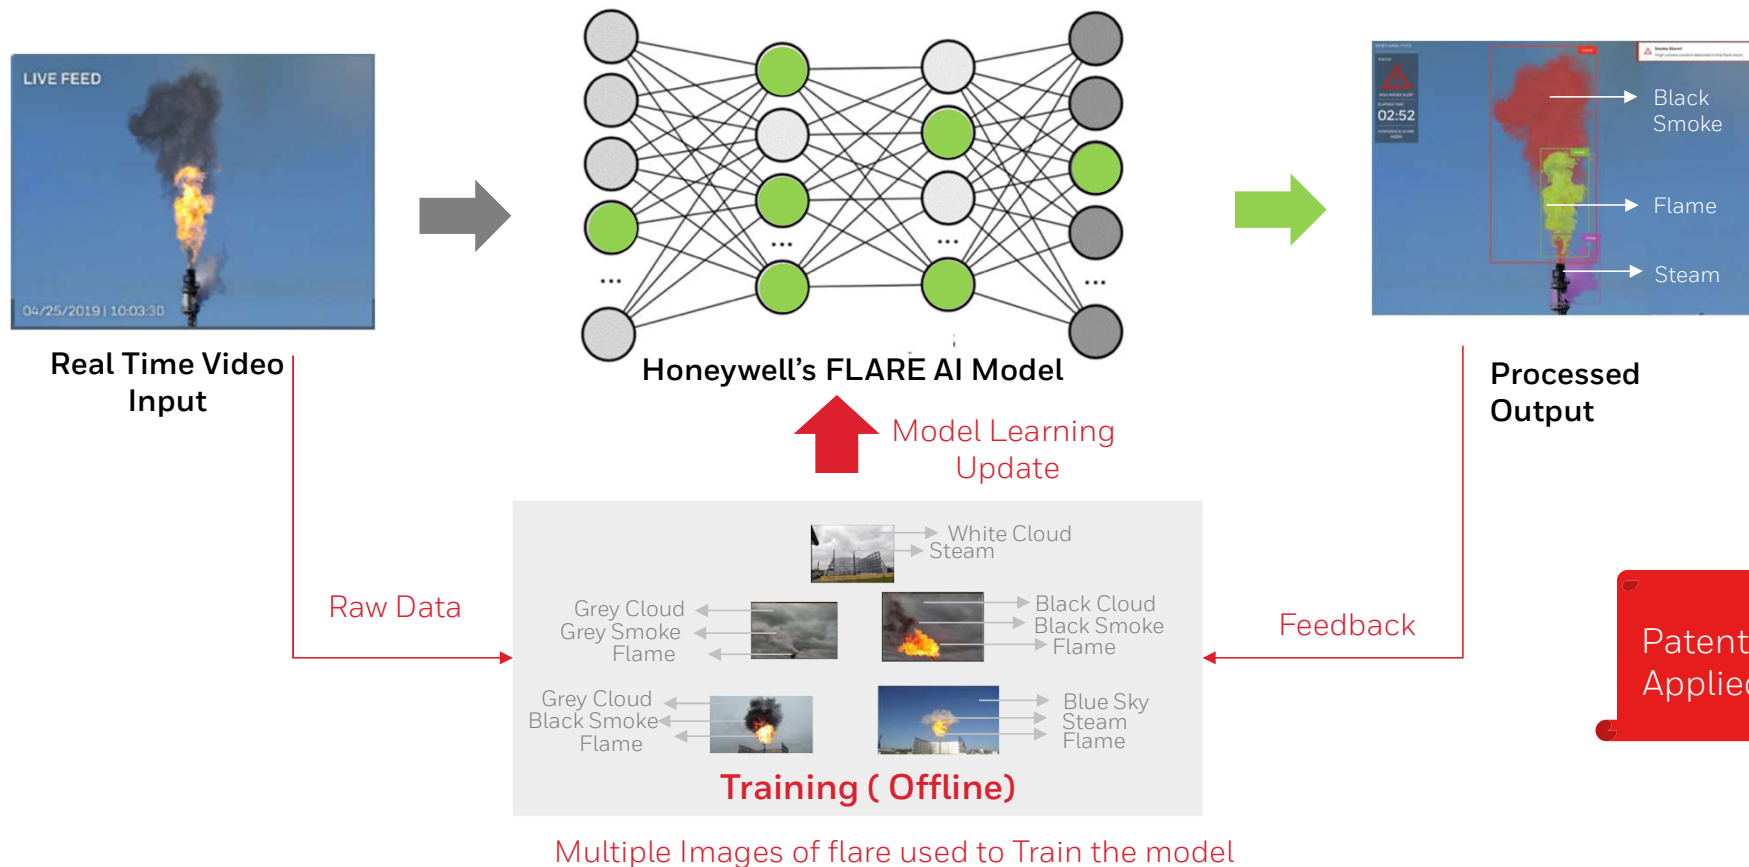 LIVE FEED
04/25/2019 | 10:03:30
Real Time Video
Input
...
...
...
...
Honeywell's FLARE AI Model
Smoke Alarm!
02:52
Black
Smoke
Flame
Steam
Processed
Output
Model Learning
Update
Raw Data
Feedback
White Cloud
Steam
Grey Cloud
Grey Smoke
Flame
Black Cloud
Black Smoke
Flame
Grey Cloud
Black Smoke
Flame
Blue Sky
Steam
Flame
Training ( Offline)
Multiple Images of flare used to Train the model
Patent
Applied